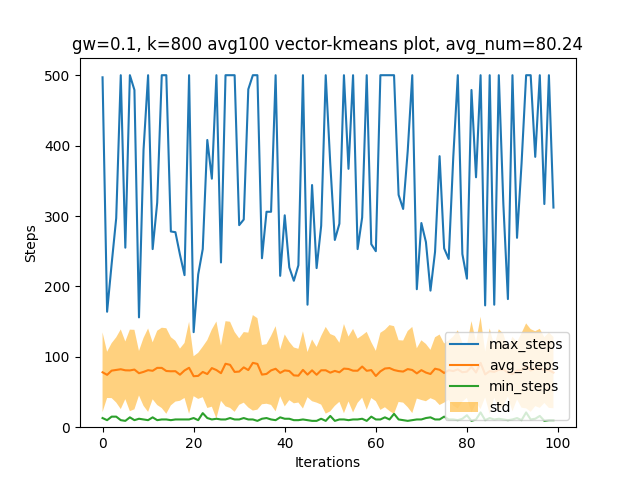 gw=0.1, k=800 avg100 vector-kmeans plot, avg_num=80.24
500
400
300
200
100
0
Steps
max_steps
avg_steps
min_steps
std
0
20
40
60
80
100
Iterations